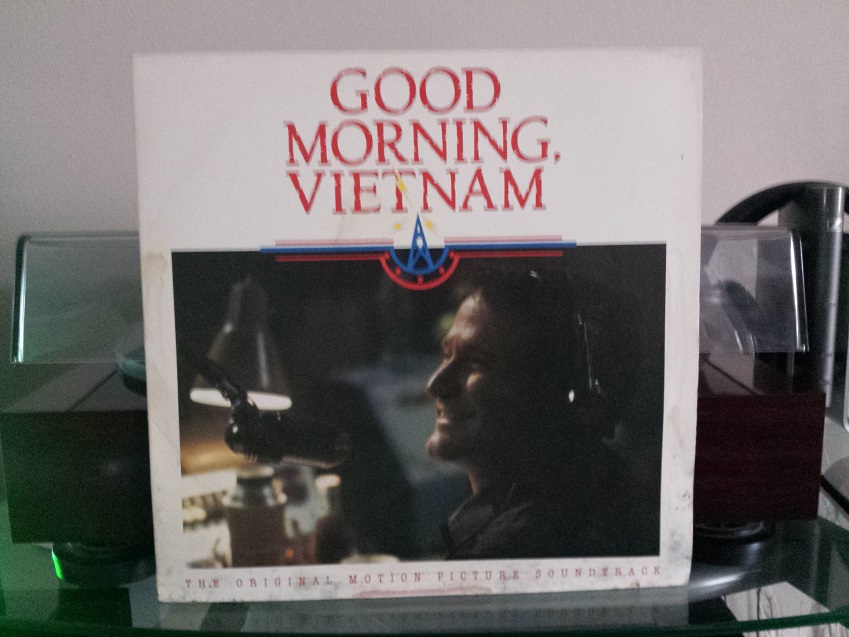 GOOD
MORNING,
VIETNAM
THE ORIGINAL MOTION PICTURE SOUNDTRACK